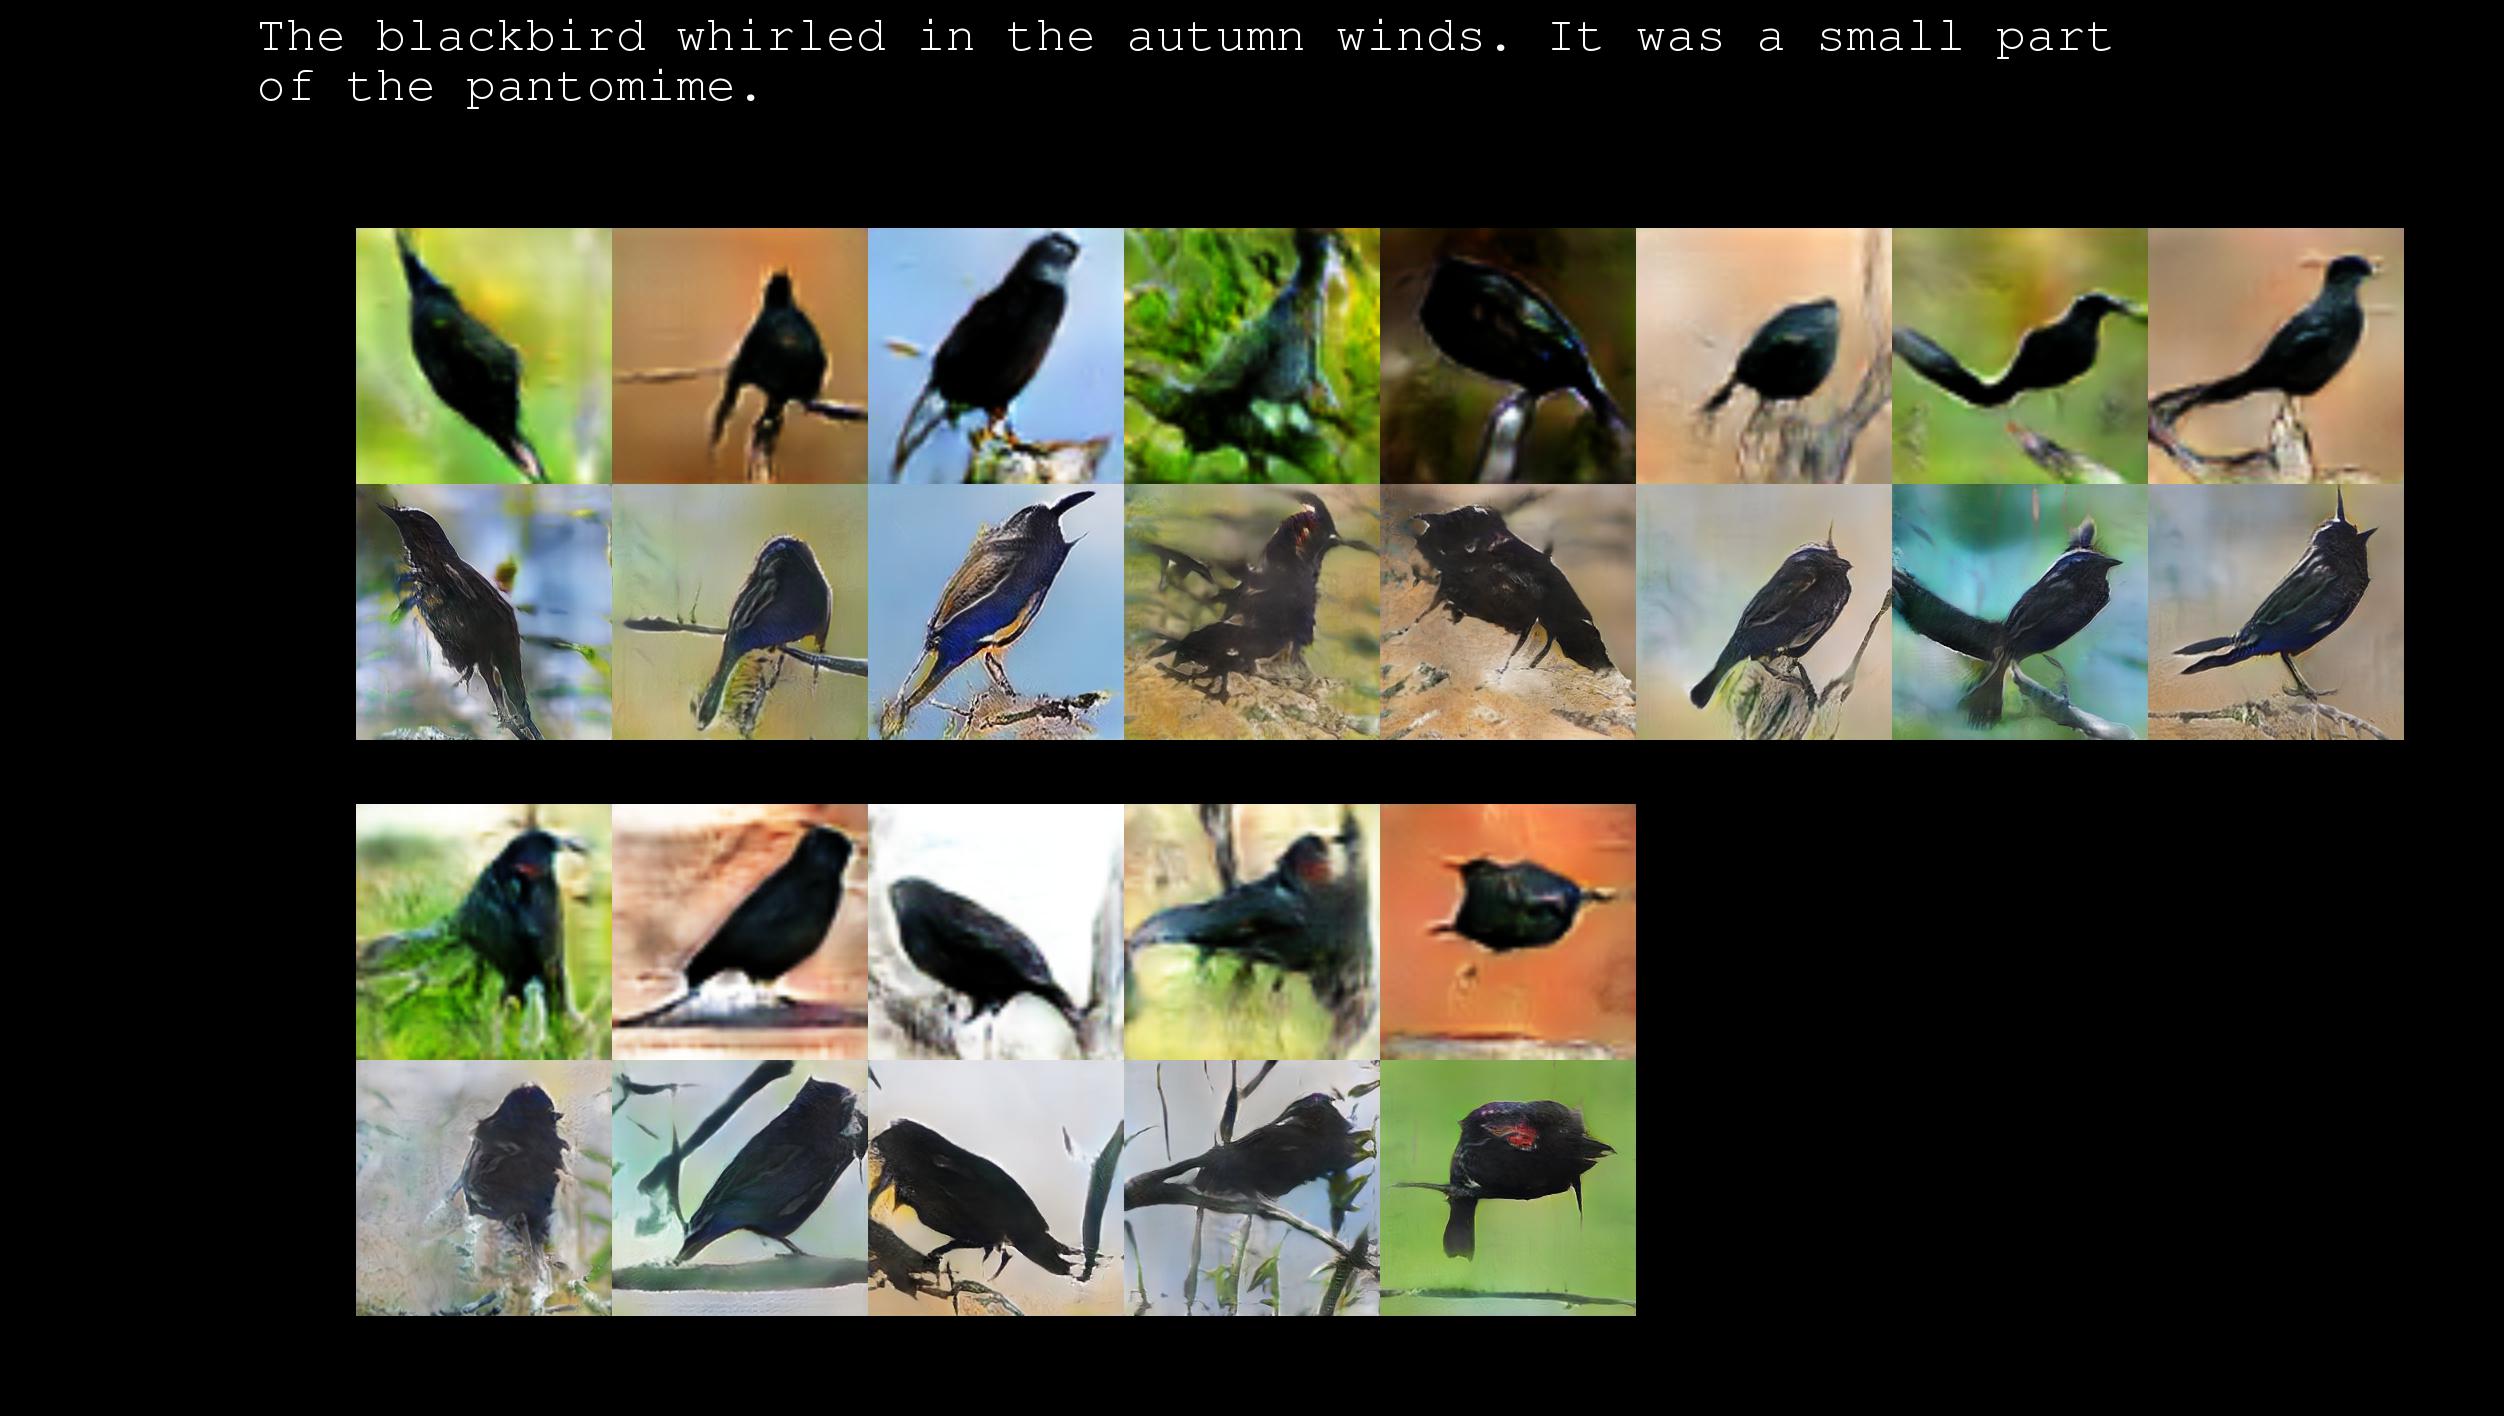 The blackbird whirled in the autumn winds. It was a small part
of the pantomime.